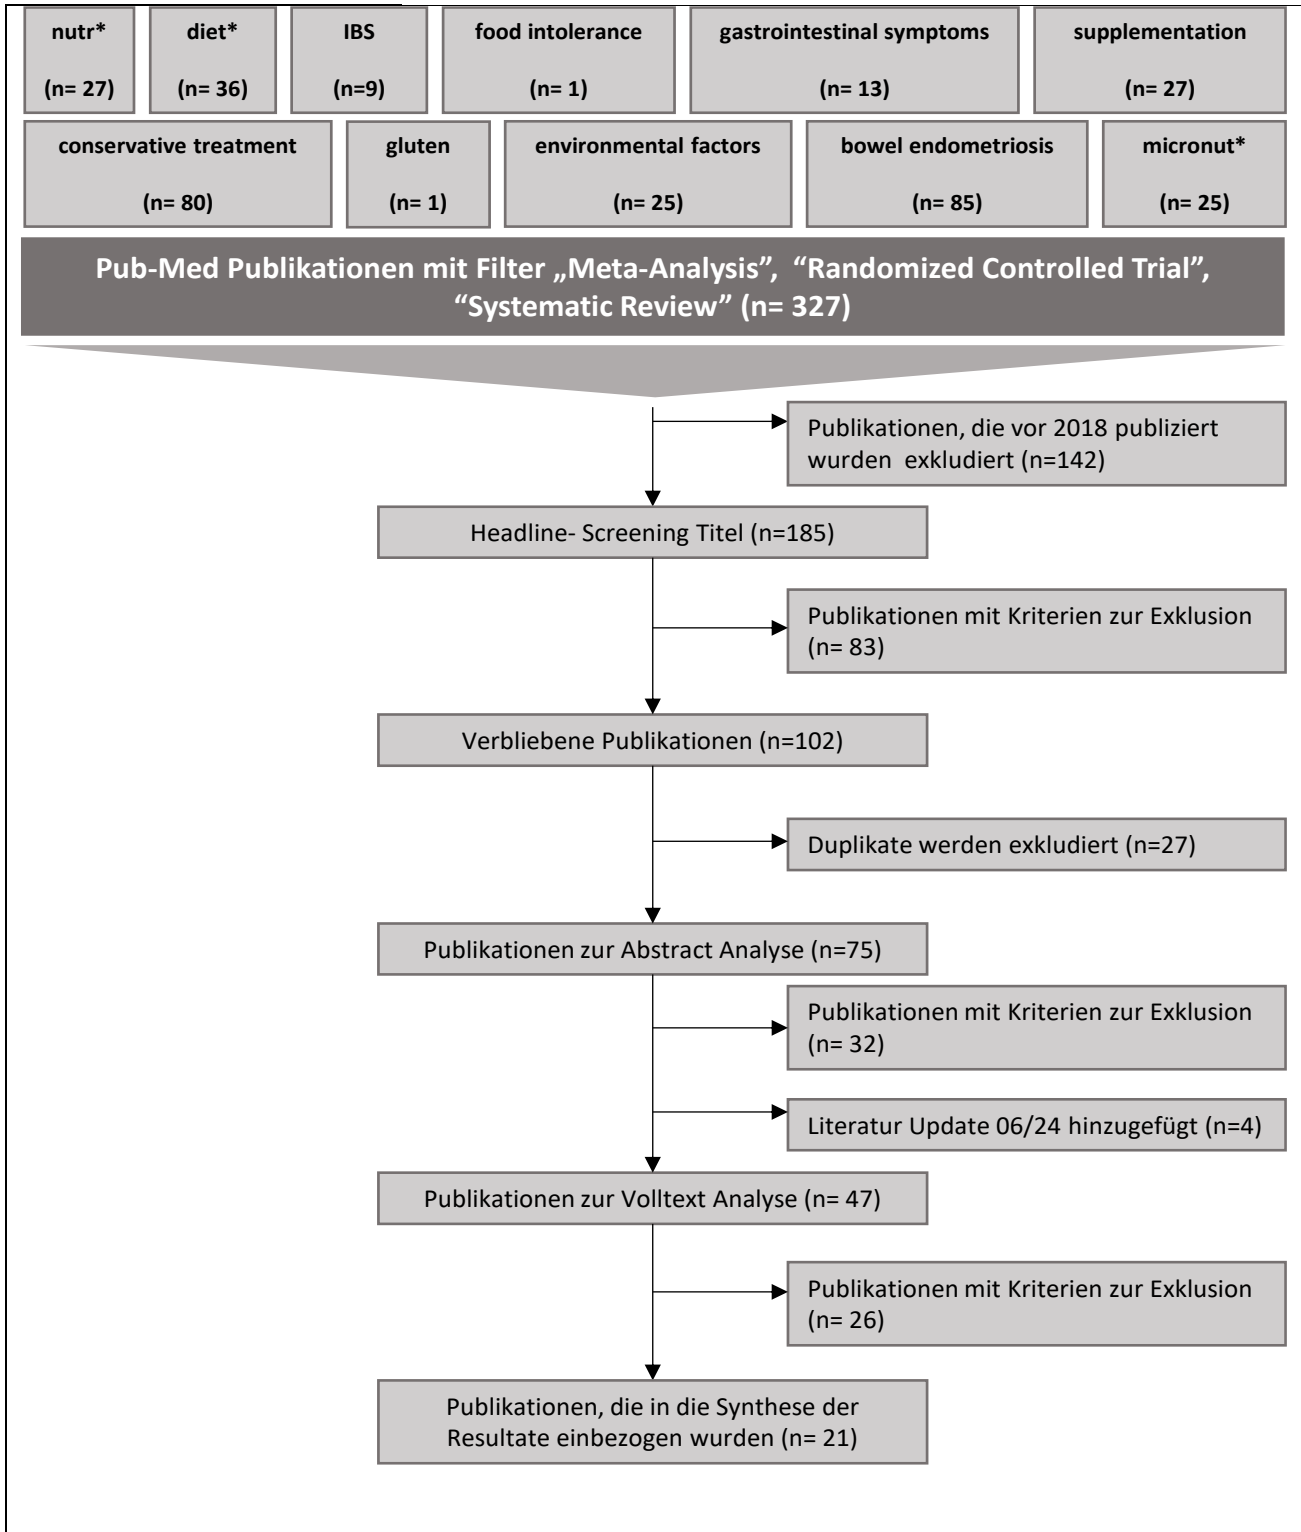 nutr*
(n= 27)
diet*
(n= 36)
IBS
(n=9)
food intolerance
(n= 1)
gastrointestinal symptoms
(n= 13)
supplementation
(n= 27)
conservative treatment
(n= 80)
gluten
(n= 1)
environmental factors
(n= 25)
bowel endometriosis
(n= 85)
micronut*
(n= 25)
Pub-Med Publikationen mit Filter „Meta-Analysis”, “Randomized Controlled Trial”,
“Systematic Review” (n= 327)
Publikationen, die vor 2018 publiziert
wurden exkludiert (n=142)
Headline- Screening Titel (n=185)
Publikationen mit Kriterien zur Exklusion
(n= 83)
Verbliebene Publikationen (n=102)
Duplikate werden exkludiert (n=27)
Publikationen zur Abstract Analyse (n=75)
Publikationen mit Kriterien zur Exklusion
(n= 32)
Literatur Update 06/24 hinzugefügt (n=4)
Publikationen zur Volltext Analyse (n= 47)
Publikationen mit Kriterien zur Exklusion
(n= 26)
Publikationen, die in die Synthese der
Resultate einbezogen wurden (n= 21)